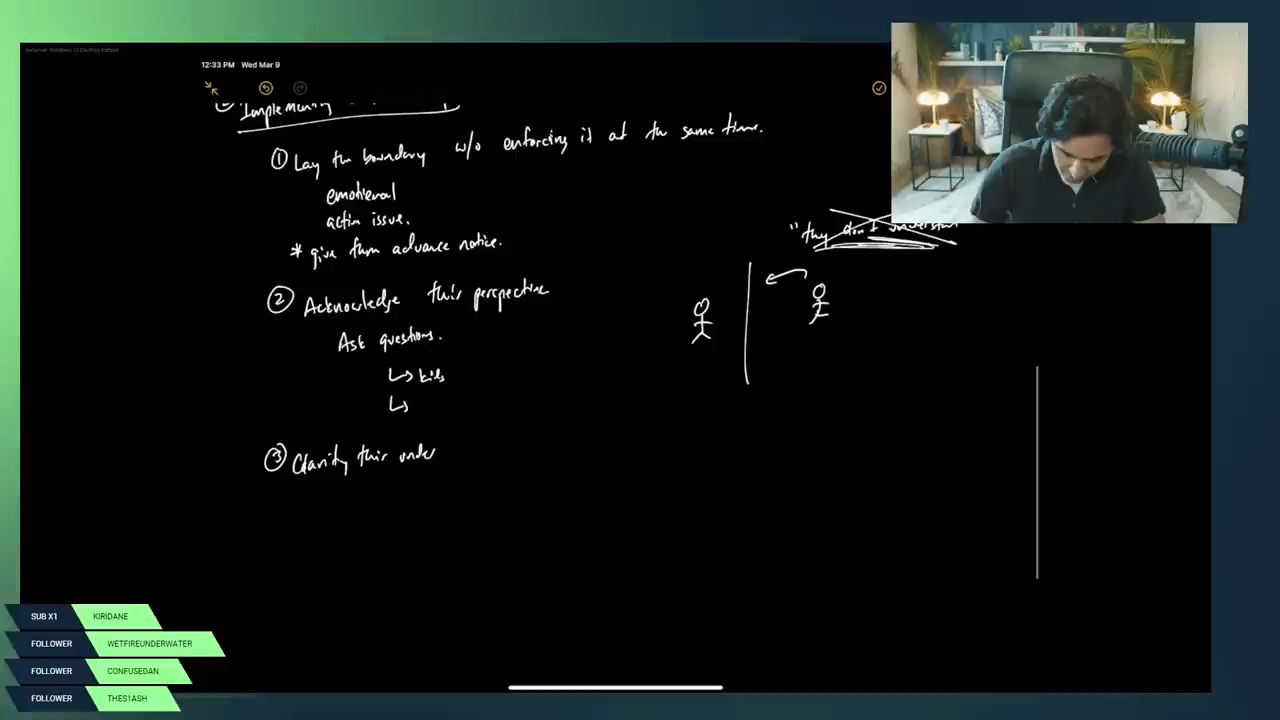 12:33 PM Wed Mar 9
Implementing
① Lay the boundary w/o enforcing it at the same time.
emotional
action issue.
* give them advance notice.
"they don't understan
② Acknowledge their perspective
Ask questions.
↳ kids
↳
③ Clarify their unde
SUB X1 KIRIDANE
FOLLOWER WETFIREUNDERWATER
FOLLOWER CONFUSEDAN
FOLLOWER THES1ASH